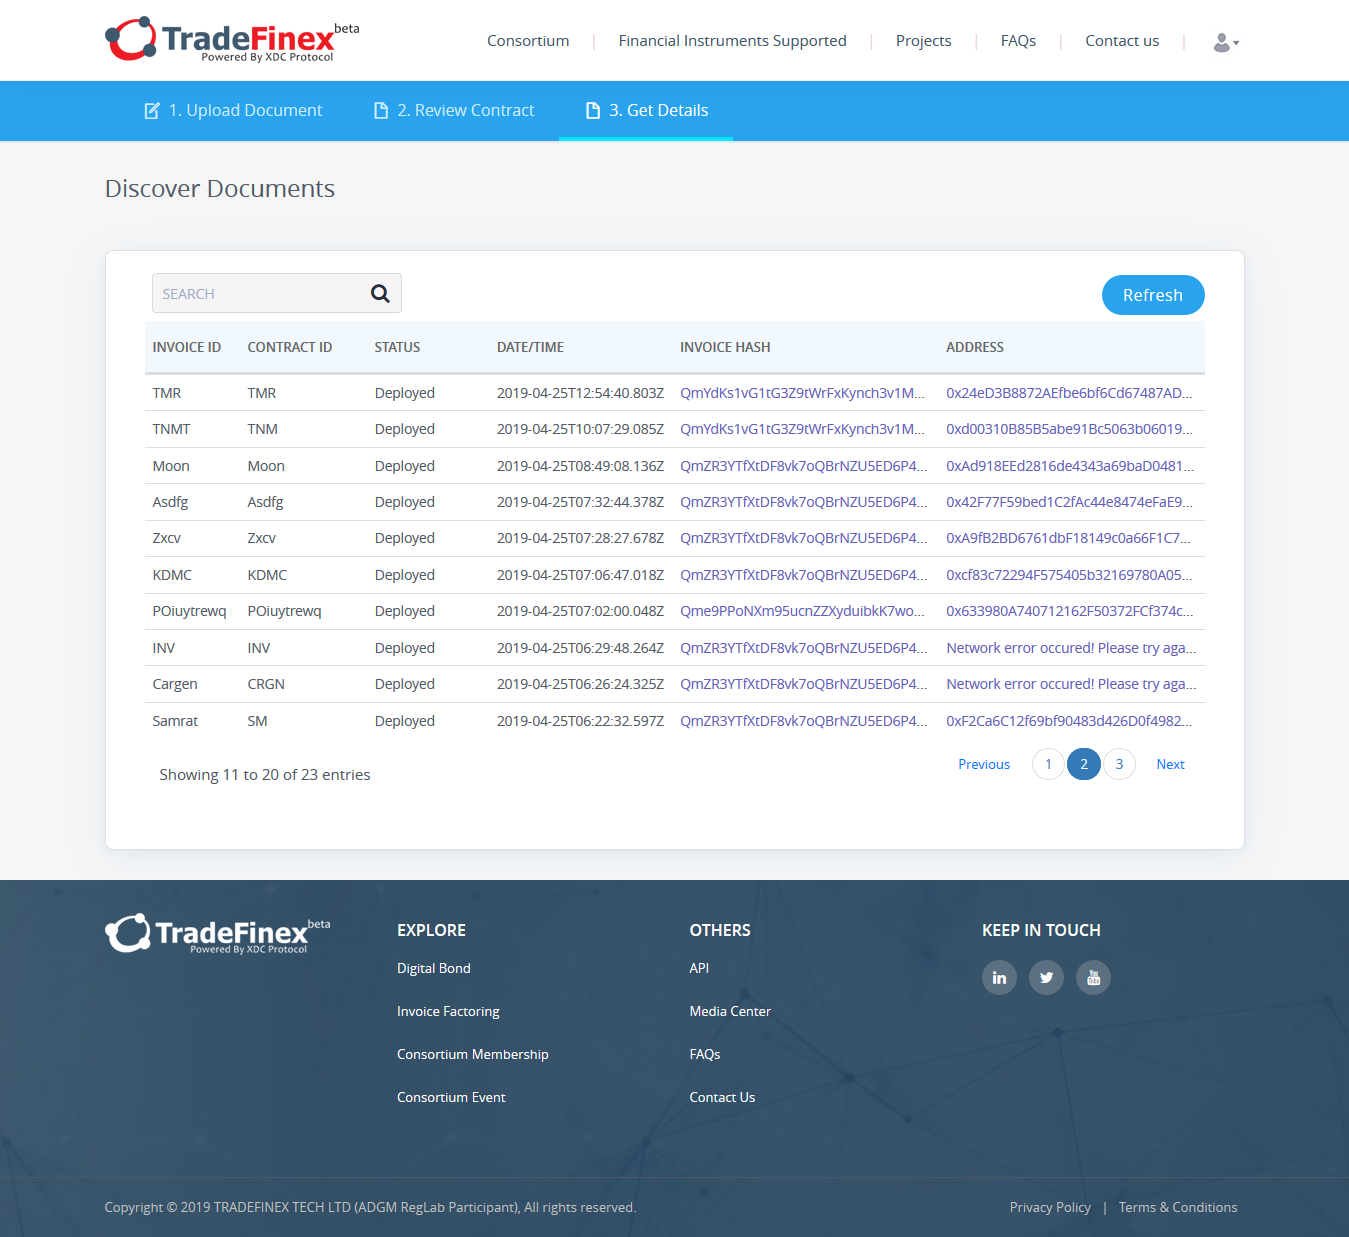 TradeFinex beta
Powered By XDC Protocol
Consortium | Financial Instruments Supported | Projects | FAQs | Contact us |
1. Upload Document 2. Review Contract 3. Get Details
Discover Documents
SEARCH
Refresh
INVOICE ID CONTRACT ID STATUS DATE/TIME INVOICE HASH ADDRESS
TMR TMR Deployed 2019-04-25T12:54:40.803Z QmYdKs1vG1tG3Z9tWrFxKynch3v1M... 0x24eD3B8872AEfbe6bf6Cd67487AD...
TNMT TNM Deployed 2019-04-25T10:07:29.085Z QmYdKs1vG1tG3Z9tWrFxKynch3v1M... 0xd00310B85B5abe91Bc5063b06019...
Moon Moon Deployed 2019-04-25T08:49:08.136Z QmZR3YTfXtDF8vk7oQBrNZU5ED6P4... 0xAd918EEd2816de4343a69baD0481...
Asdfg Asdfg Deployed 2019-04-25T07:32:44.378Z QmZR3YTfXtDF8vk7oQBrNZU5ED6P4... 0x42F77F59bed1C2fAc44e8474eFaE9...
Zxcv Zxcv Deployed 2019-04-25T07:28:27.678Z QmZR3YTfXtDF8vk7oQBrNZU5ED6P4... 0xA9fB2BD6761dbF18149c0a66F1C7...
KDMC KDMC Deployed 2019-04-25T07:06:47.018Z QmZR3YTfXtDF8vk7oQBrNZU5ED6P4... 0xcf83c72294F575405b32169780A05...
POiuytrewq POiuytrewq Deployed 2019-04-25T07:02:00.048Z Qme9PPoNXm95ucnZZXyduibkK7wo... 0x633980A740712162F50372FCf374c...
INV INV Deployed 2019-04-25T06:29:48.264Z QmZR3YTfXtDF8vk7oQBrNZU5ED6P4... Network error occured! Please try aga...
Cargen CRGN Deployed 2019-04-25T06:26:24.325Z QmZR3YTfXtDF8vk7oQBrNZU5ED6P4... Network error occured! Please try aga...
Samrat SM Deployed 2019-04-25T06:22:32.597Z QmZR3YTfXtDF8vk7oQBrNZU5ED6P4... 0xF2Ca6C12f69bf90483d426D0f4982...
Previous 1 2 3 Next
Showing 11 to 20 of 23 entries
TradeFinex beta
Powered By XDC Protocol
EXPLORE OTHERS KEEP IN TOUCH
Digital Bond API
Invoice Factoring Media Center
Consortium Membership FAQs
Consortium Event Contact Us
Copyright © 2019 TRADEFINEX TECH LTD (ADGM RegLab Participant), All rights reserved. Privacy Policy | Terms & Conditions